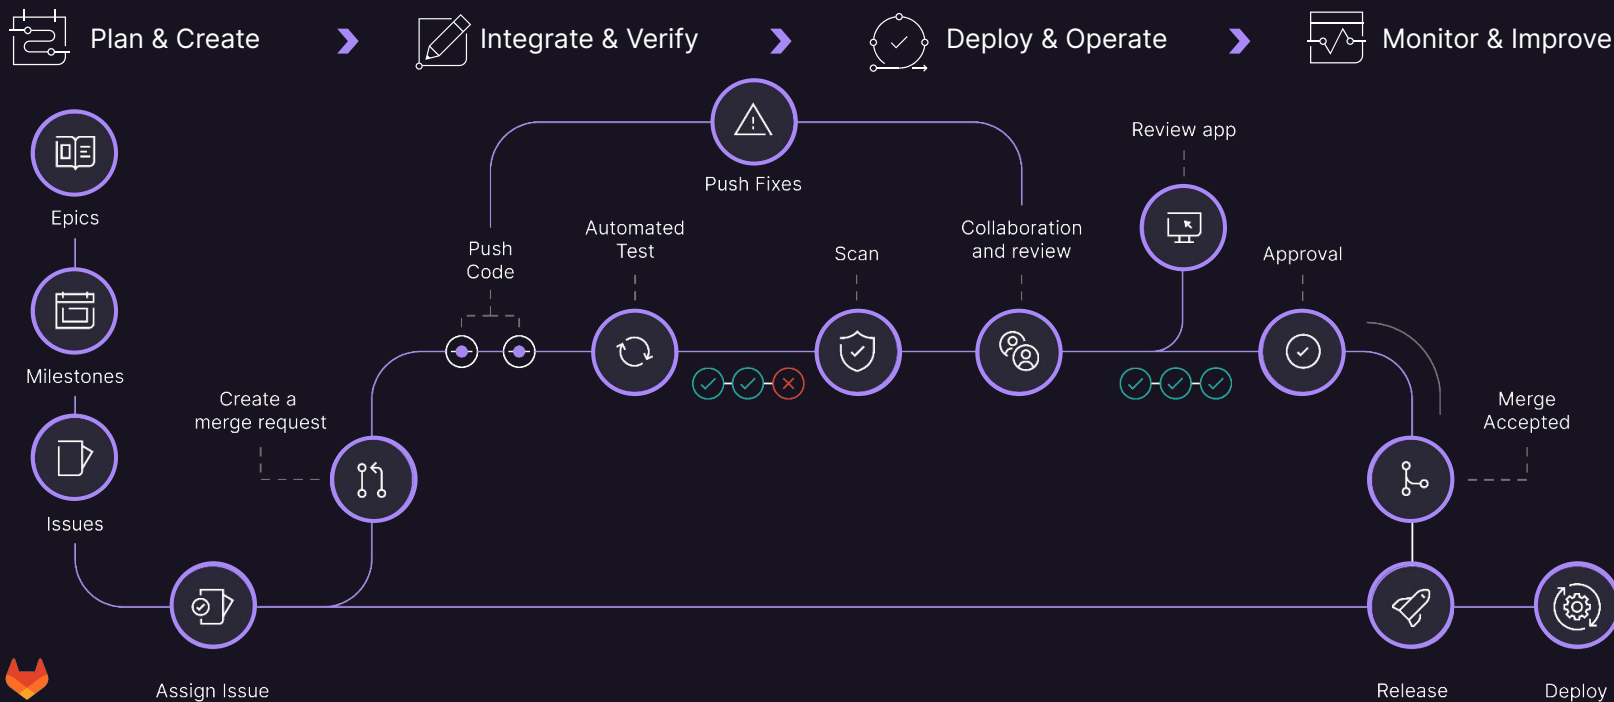 Plan & Create
Integrate & Verify
Deploy & Operate
Monitor & Improve
Review app
Push Fixes
Epics
Automated
Test
Collaboration
and review
Push
Code
Scan
Approval
Milestones
Create a
merge request
Merge
Accepted
Issues
Assign Issue
Release
Deploy